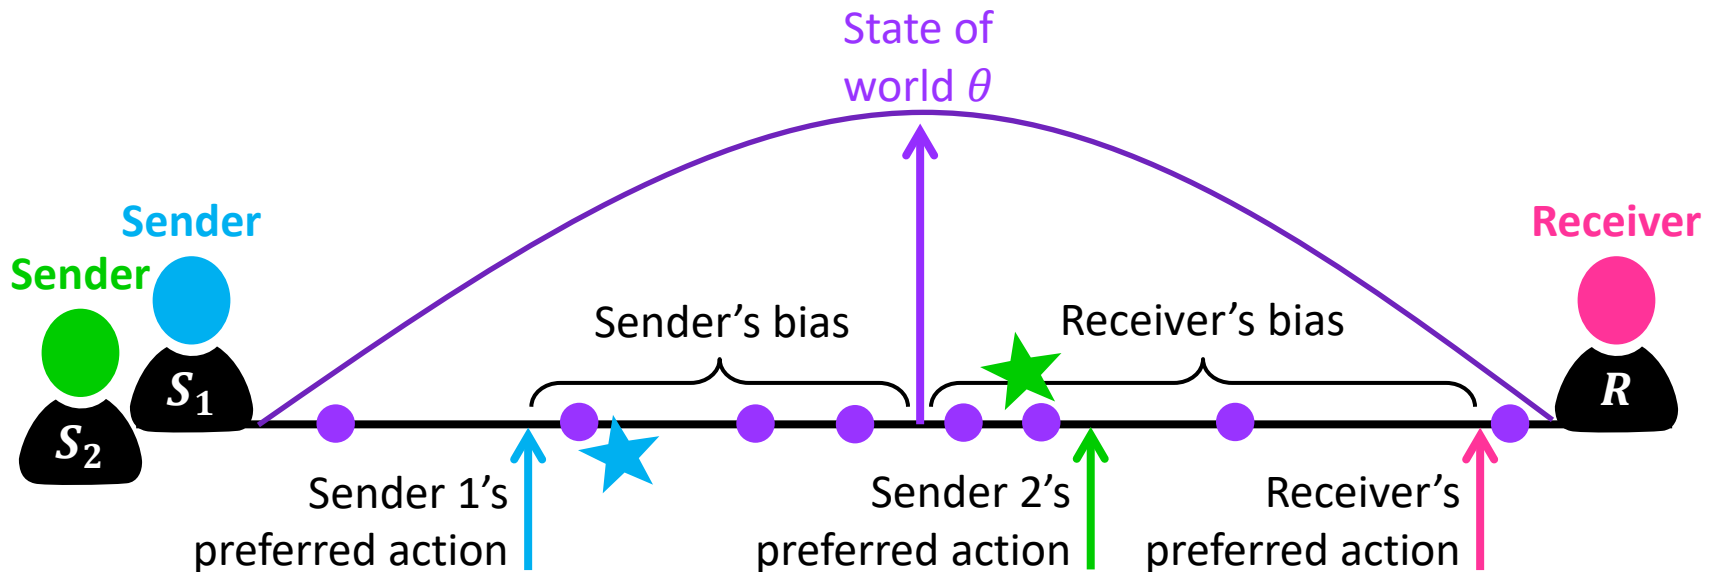 State of
world θ
Sender
Sender
Receiver
Sender's bias
Receiver's bias
S₁
S₂
R
Sender 1's
preferred action
Sender 2's
preferred action
Receiver's
preferred action